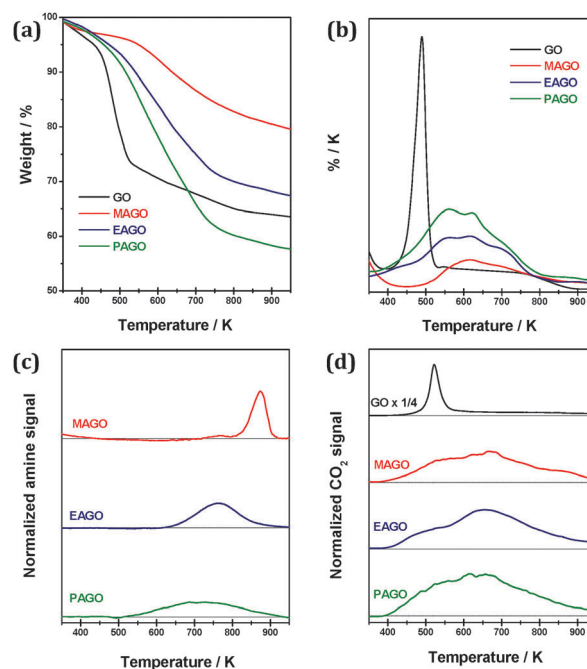 (a)
Weight / %
100
90
80
70
60
50
GO
MAGO
EAGO
PAGO
400 500 600 700 800 900
Temperature / K
(b)
% / K
GO
MAGO
EAGO
PAGO
400 500 600 700 800 900
Temperature / K
(c)
Normalized amine signal
MAGO
EAGO
PAGO
400 500 600 700 800 900
Temperature / K
(d)
Normalized CO₂ signal
GO x 1/4
MAGO
EAGO
PAGO
400 500 600 700 800 900
Temperature / K